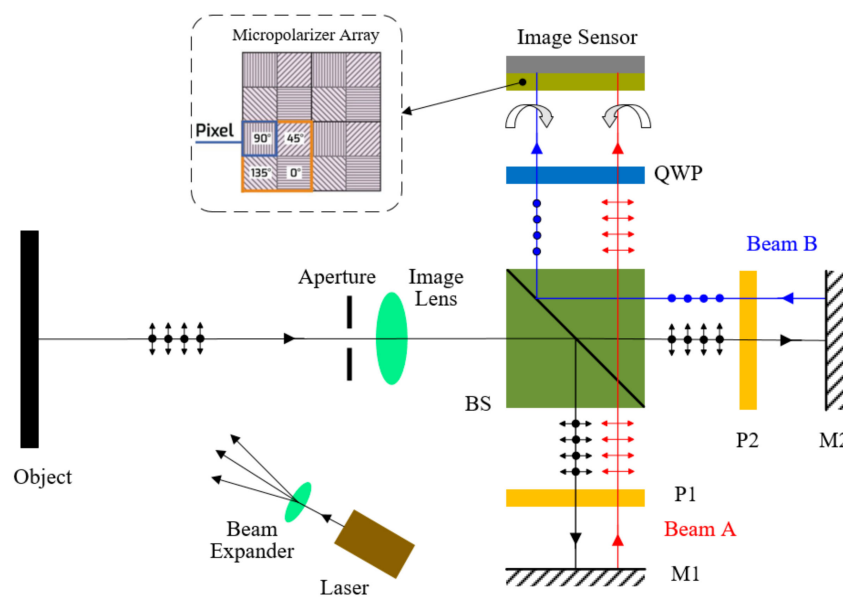 Micropolarizer Array
Image Sensor
Pixel
90°
45°
135°
0°
QWP
Beam B
Aperture
Image
Lens
BS
P2
M2
Object
P1
Beam
Expander
Beam A
Laser
M1